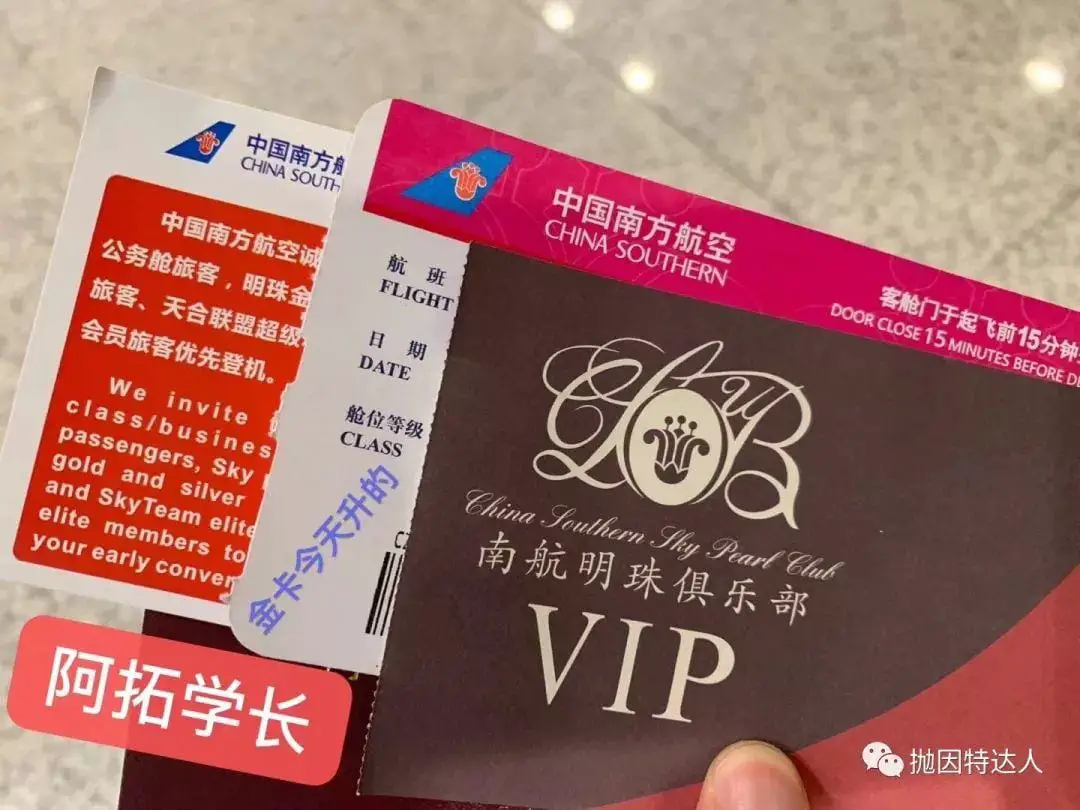 中国南方航
CHINA SOUTH
中国南方航空诚
公务舱旅客，明珠金
旅客、天合联盟超级
会员旅客优先登机。
We invite
class/busines
passengers, Sky
gold and silver
and SkyTeam elite
elite members to
your early conven
中国南方航空
CHINA SOUTHERN
客舱门于起飞前15分钟
DOOR CLOSE 15 MINUTES BEFORE DE
航 班
FLIGHT
日 期
DATE
舱位等级
CLASS
金卡今天升的
CLUB
China Southern Sky Pearl Club
南航明珠俱乐部
VIP
阿拓学长
抛因特达人